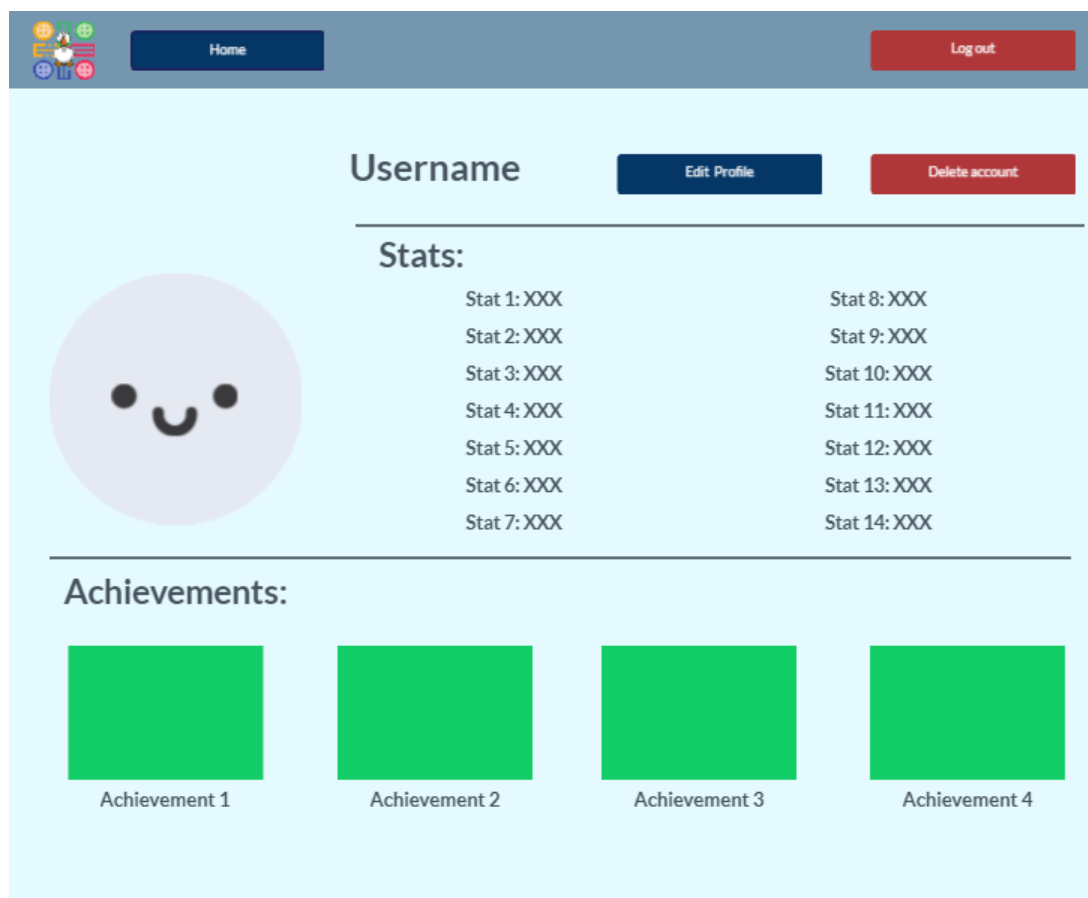 Home
Log out
Username
Edit Profile
Delete account
Stats:
Stat 1: XXX
Stat 2: XXX
Stat 3: XXX
Stat 4: XXX
Stat 5: XXX
Stat 6: XXX
Stat 7: XXX
Stat 8: XXX
Stat 9: XXX
Stat 10: XXX
Stat 11: XXX
Stat 12: XXX
Stat 13: XXX
Stat 14: XXX
Achievements:
Achievement 1
Achievement 2
Achievement 3
Achievement 4